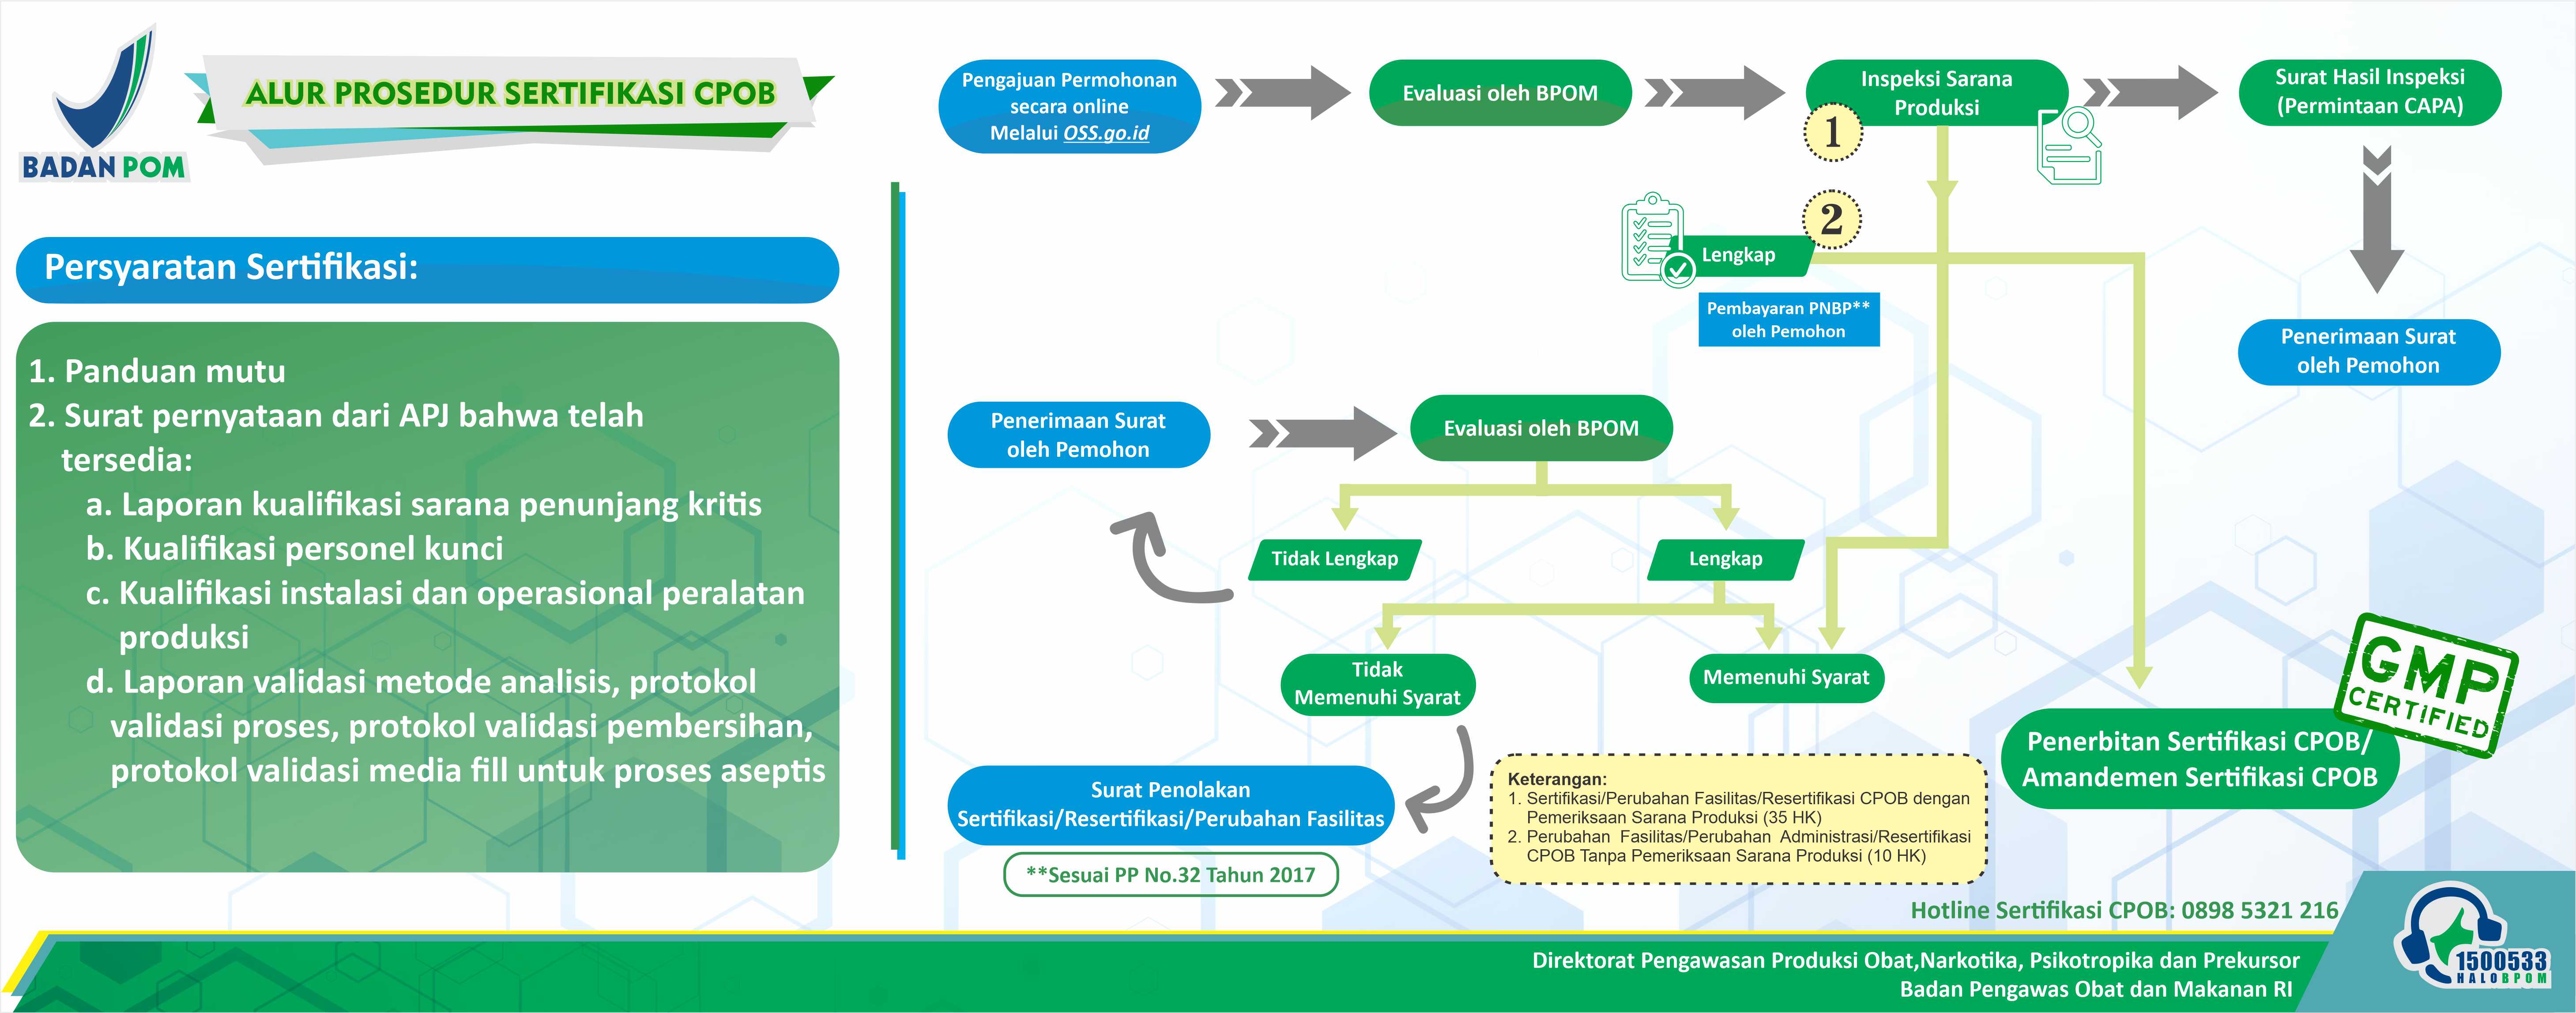 BADAN POM
ALUR PROSEDUR SERTIFIKASI CPOB
Persyaratan Sertifikasi:
1. Panduan mutu
2. Surat pernyataan dari APJ bahwa telah
tersedia:
a. Laporan kualifikasi sarana penunjang kritis
b. Kualifikasi personel kunci
c. Kualifikasi instalasi dan operasional peralatan
produksi
d. Laporan validasi metode analisis, protokol
validasi proses, protokol validasi pembersihan,
protokol validasi media fill untuk proses aseptis
Pengajuan Permohonan
secara online
Melalui OSS.go.id
Evaluasi oleh BPOM
Inspeksi Sarana
Produksi
1
Surat Hasil Inspeksi
(Permintaan CAPA)
2
Lengkap
Pembayaran PNBP**
oleh Pemohon
Penerimaan Surat
oleh Pemohon
Penerimaan Surat
oleh Pemohon
Evaluasi oleh BPOM
Tidak Lengkap
Lengkap
Tidak
Memenuhi Syarat
Memenuhi Syarat
Surat Penolakan
Sertifikasi/Resertifikasi/Perubahan Fasilitas
**Sesuai PP No.32 Tahun 2017
Keterangan:
1. Sertifikasi/Perubahan Fasilitas/Resertifikasi CPOB dengan
Pemeriksaan Sarana Produksi (35 HK)
2. Perubahan Fasilitas/Perubahan Administrasi/Resertifikasi
CPOB Tanpa Pemeriksaan Sarana Produksi (10 HK)
GMP
CERTIFIED
Penerbitan Sertifikasi CPOB/
Amandemen Sertifikasi CPOB
Hotline Sertifikasi CPOB: 0898 5321 216
Direktorat Pengawasan Produksi Obat,Narkotika, Psikotropika dan Prekursor
Badan Pengawas Obat dan Makanan RI
1500533
HALOBPOM